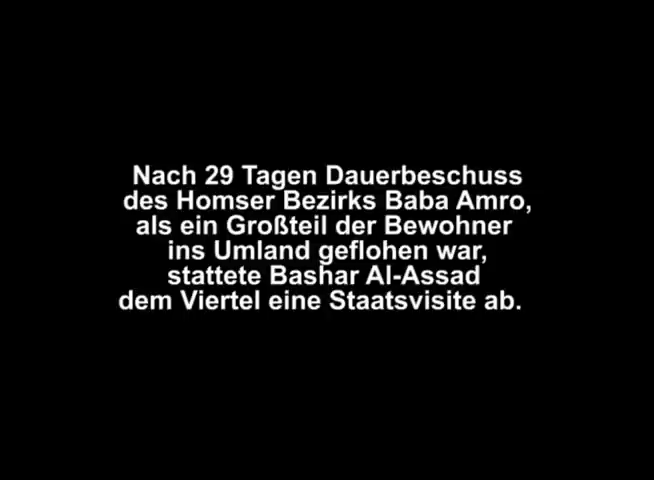 Nach 29 Tagen Dauerbeschuss
des Homser Bezirks Baba Amro,
als ein Großteil der Bewohner
ins Umland geflohen war,
stattete Bashar Al-Assad
dem Viertel eine Staatsvisite ab.